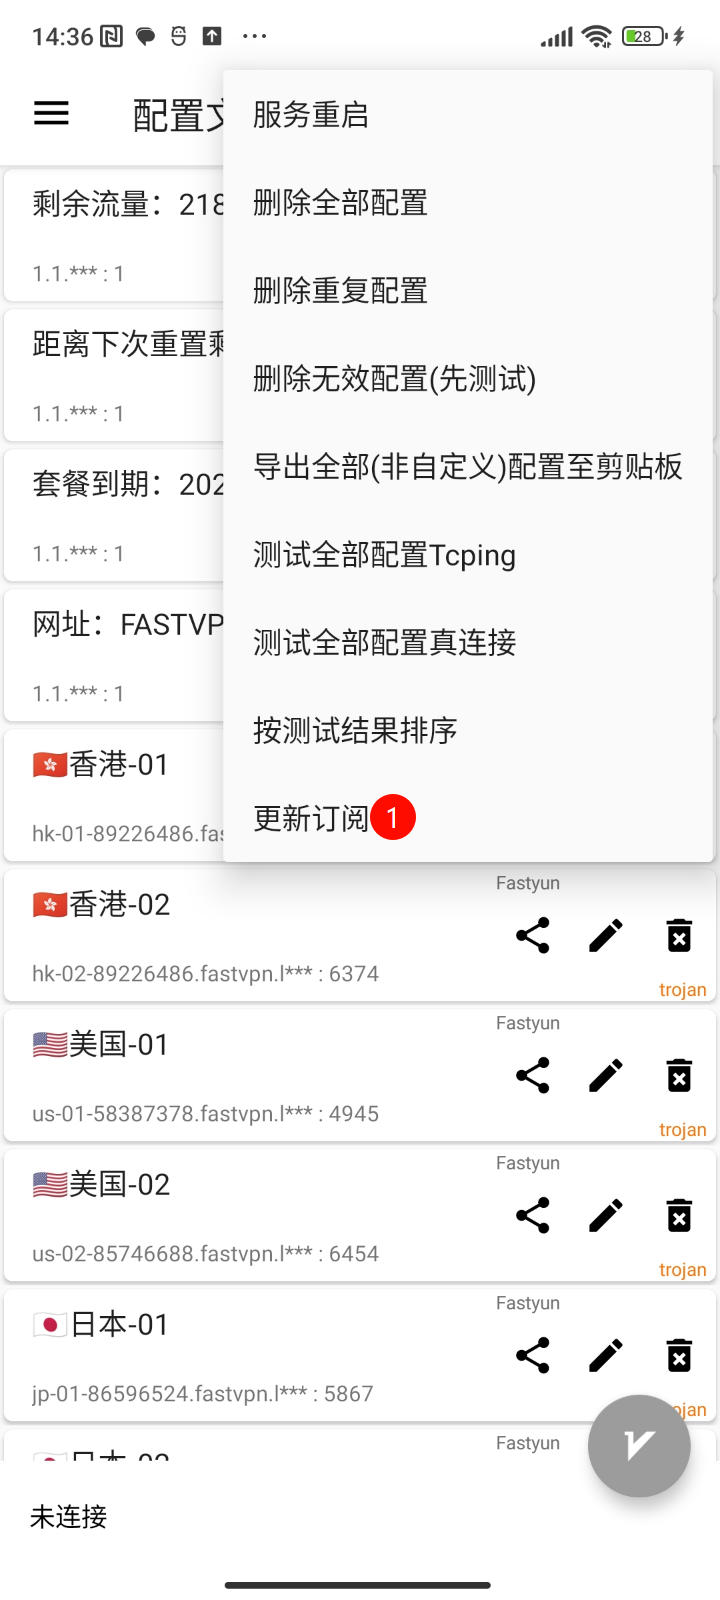 14:36
28
配置文
服务重启
删除全部配置
删除重复配置
删除无效配置(先测试)
导出全部(非自定义)配置至剪贴板
测试全部配置Tcping
测试全部配置真连接
按测试结果排序
更新订阅1
剩余流量：218
1.1.*** : 1
距离下次重置剩
1.1.*** : 1
套餐到期：202
1.1.*** : 1
网址：FASTVP
1.1.*** : 1
🇭🇰香港-01
hk-01-89226486.fas
Fastyun
🇭🇰香港-02
hk-02-89226486.fastvpn.l*** : 6374
trojan
Fastyun
🇺🇸美国-01
us-01-58387378.fastvpn.l*** : 4945
trojan
Fastyun
🇺🇸美国-02
us-02-85746688.fastvpn.l*** : 6454
trojan
Fastyun
🇯🇵日本-01
jp-01-86596524.fastvpn.l*** : 5867
ojan
Fastyun
未连接